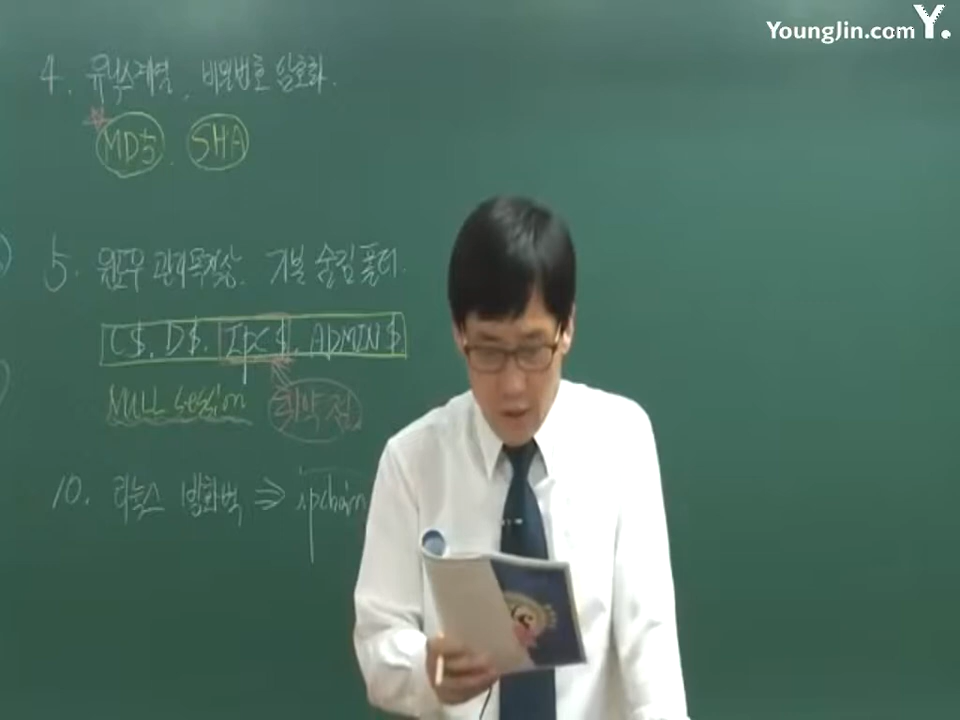 YoungJin.com Y.
4. 유닉스계열, 비밀번호 암호화.
MD5, SHA
5. 윈도우 관리목적상. 기본 숨김 폴더.
C$, D$, IPC$, ADMIN$
NULL session 취약점
10. 리눅스 방화벽 ⇒ ipchain